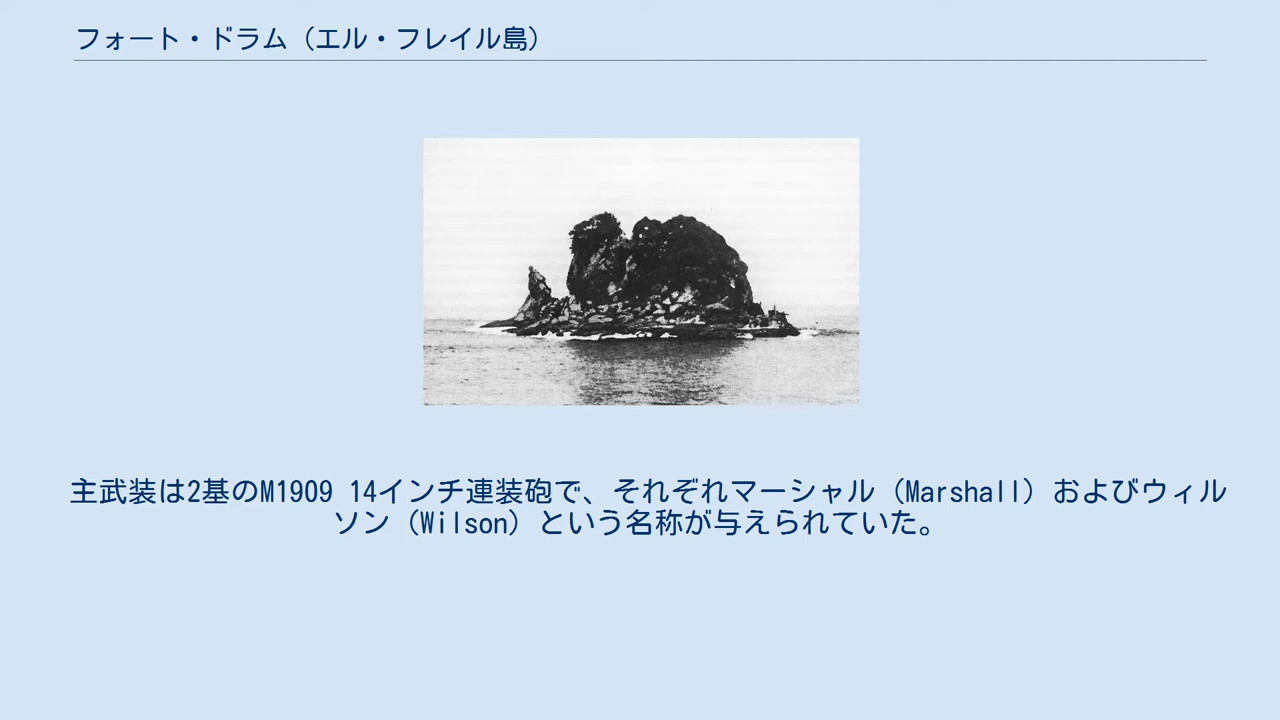 フォート・ドラム（エル・フレイル島）
主武装は2基のM1909 14インチ連装砲で、それぞれマーシャル（Marshall）およびウィル
ソン（Wilson）という名称が与えられていた。